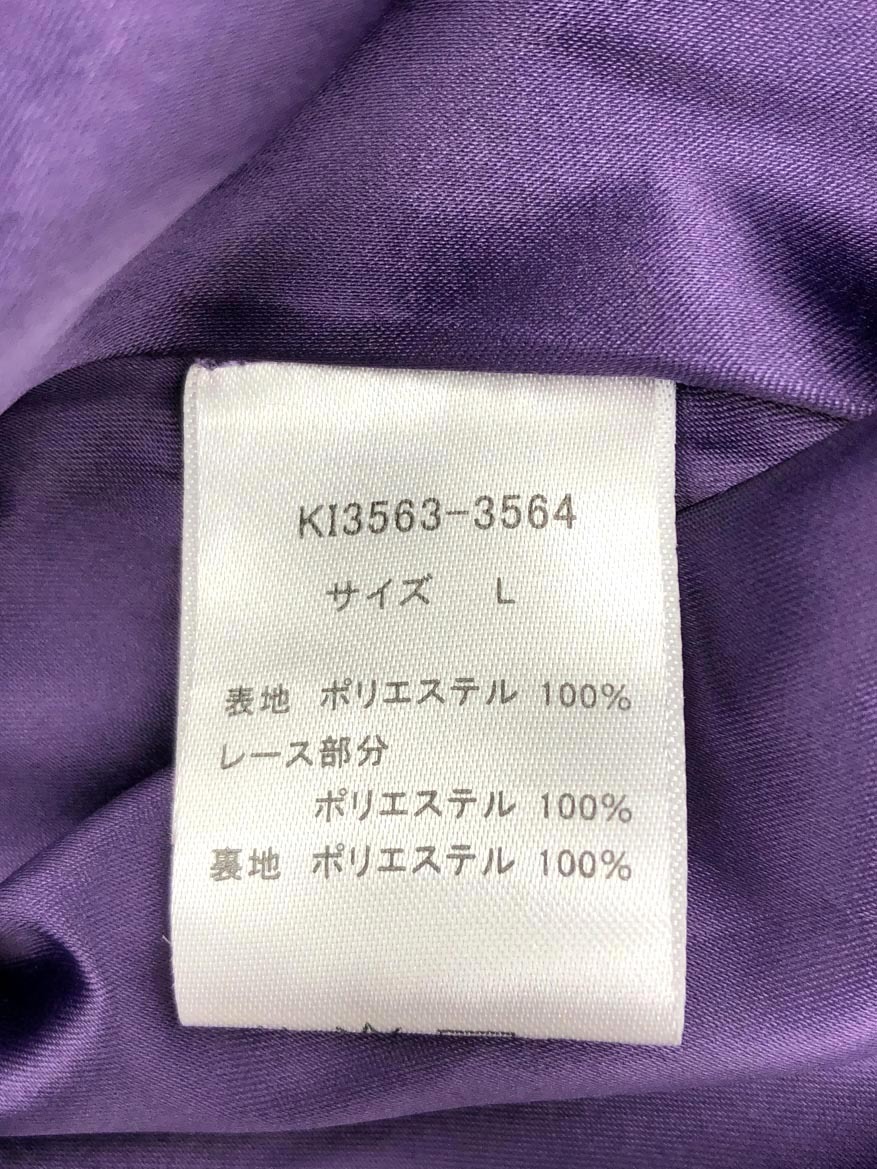 KI3563-3564
サイズ L
表地 ポリエステル 100%
レース部分
ポリエステル 100%
裏地 ポリエステル 100%